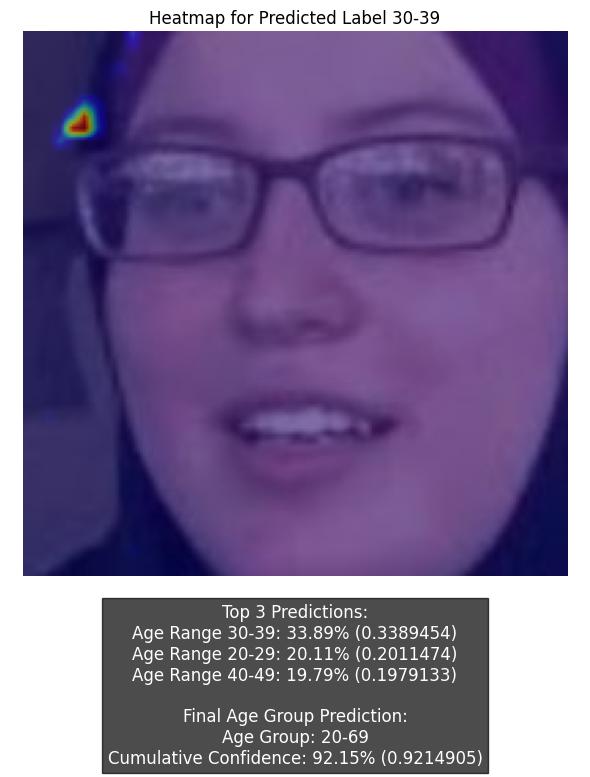 Heatmap for Predicted Label 30-39
Top 3 Predictions:
Age Range 30-39: 33.89% (0.3389454)
Age Range 20-29: 20.11% (0.2011474)
Age Range 40-49: 19.79% (0.1979133)
Final Age Group Prediction:
Age Group: 20-69
Cumulative Confidence: 92.15% (0.9214905)